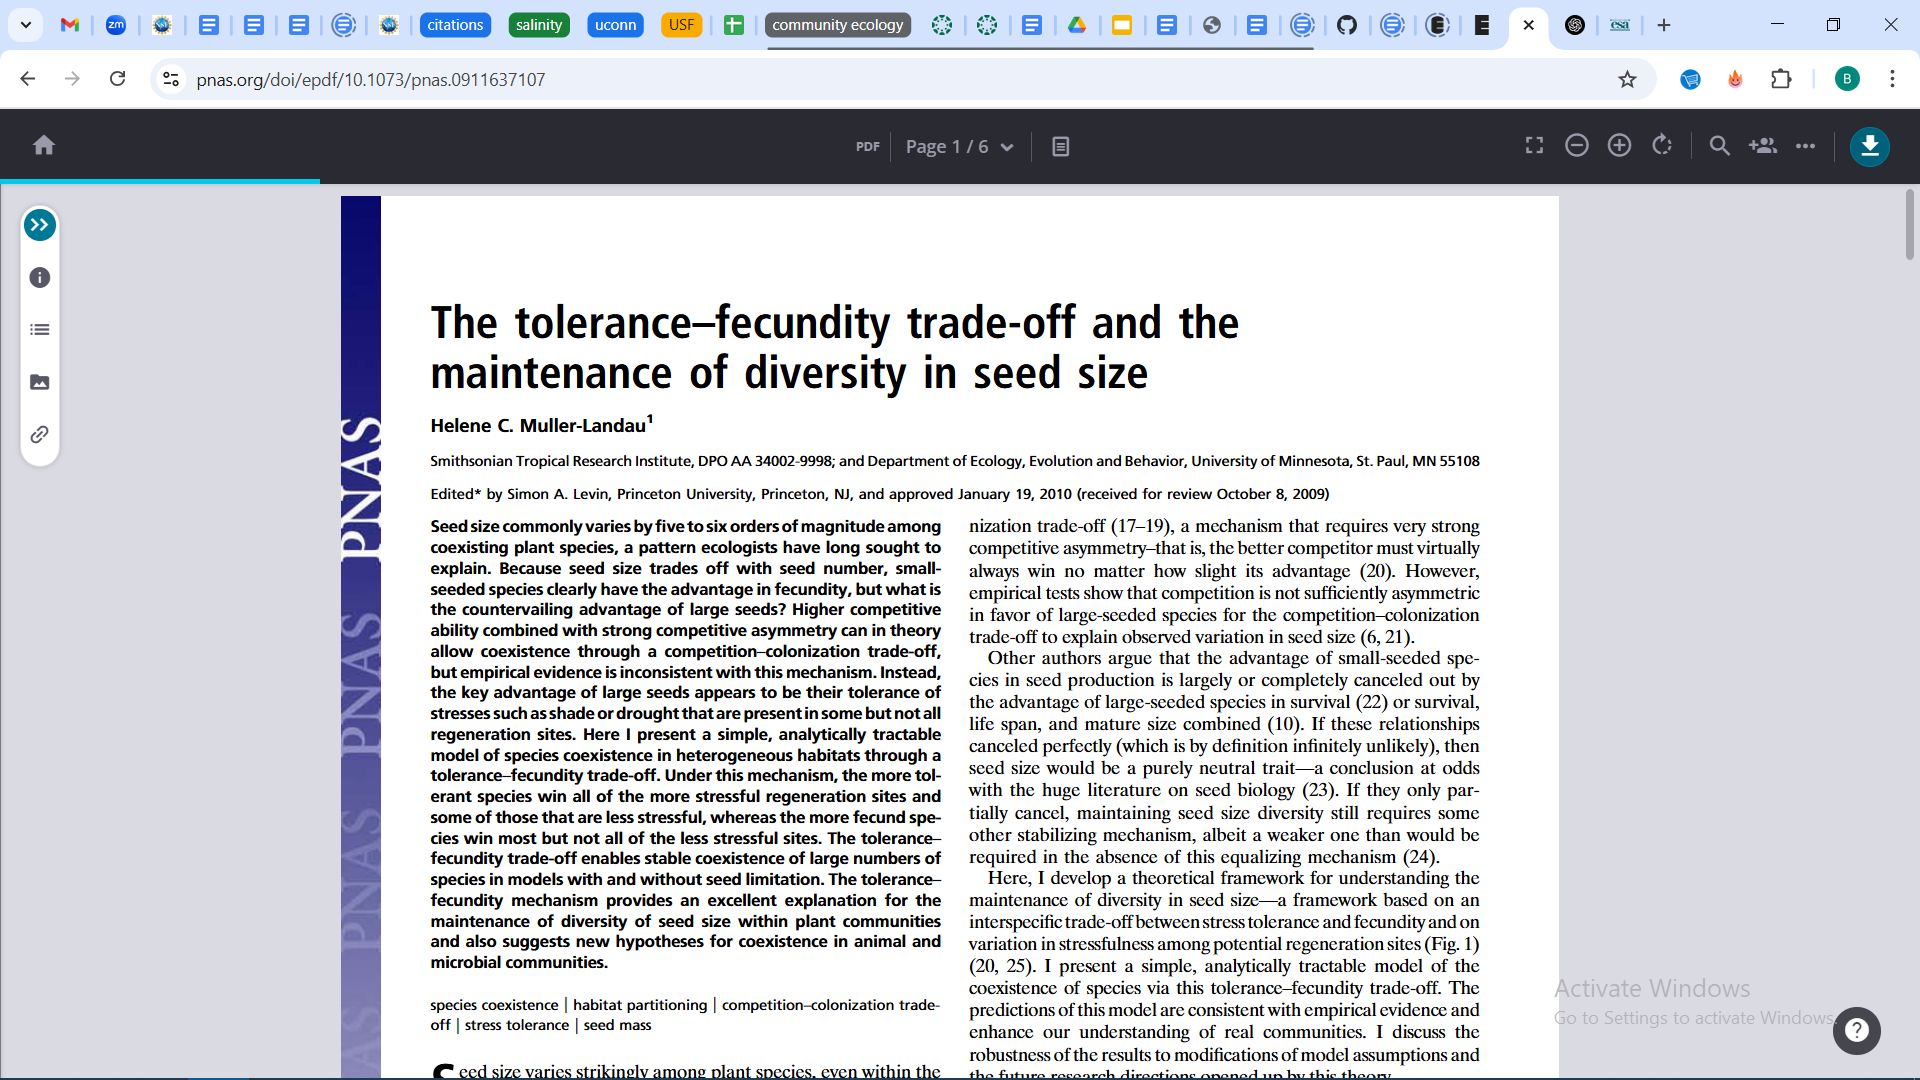 zm
citations
salinity
uconn
USF
community ecology
esa
pnas.org/doi/epdf/10.1073/pnas.0911637107
B
PDF
Page 1 / 6
PNAS
PNAS
PNAS
The tolerance–fecundity trade-off and the
maintenance of diversity in seed size
Helene C. Muller-Landau¹
Smithsonian Tropical Research Institute, DPO AA 34002-9998; and Department of Ecology, Evolution and Behavior, University of Minnesota, St. Paul, MN 55108
Edited* by Simon A. Levin, Princeton University, Princeton, NJ, and approved January 19, 2010 (received for review October 8, 2009)
Seed size commonly varies by five to six orders of magnitude among
coexisting plant species, a pattern ecologists have long sought to
explain. Because seed size trades off with seed number, small-
seeded species clearly have the advantage in fecundity, but what is
the countervailing advantage of large seeds? Higher competitive
ability combined with strong competitive asymmetry can in theory
allow coexistence through a competition–colonization trade-off,
but empirical evidence is inconsistent with this mechanism. Instead,
the key advantage of large seeds appears to be their tolerance of
stresses such as shade or drought that are present in some but not all
regeneration sites. Here I present a simple, analytically tractable
model of species coexistence in heterogeneous habitats through a
tolerance–fecundity trade-off. Under this mechanism, the more tol-
erant species win all of the more stressful regeneration sites and
some of those that are less stressful, whereas the more fecund spe-
cies win most but not all of the less stressful sites. The tolerance–
fecundity trade-off enables stable coexistence of large numbers of
species in models with and without seed limitation. The tolerance–
fecundity mechanism provides an excellent explanation for the
maintenance of diversity of seed size within plant communities
and also suggests new hypotheses for coexistence in animal and
microbial communities.
species coexistence | habitat partitioning | competition–colonization trade-
off | stress tolerance | seed mass
Seed size varies strikingly among plant species, even within the
nization trade-off (17–19), a mechanism that requires very strong
competitive asymmetry–that is, the better competitor must virtually
always win no matter how slight its advantage (20). However,
empirical tests show that competition is not sufficiently asymmetric
in favor of large-seeded species for the competition–colonization
trade-off to explain observed variation in seed size (6, 21).
Other authors argue that the advantage of small-seeded spe-
cies in seed production is largely or completely canceled out by
the advantage of large-seeded species in survival (22) or survival,
life span, and mature size combined (10). If these relationships
canceled perfectly (which is by definition infinitely unlikely), then
seed size would be a purely neutral trait—a conclusion at odds
with the huge literature on seed biology (23). If they only par-
tially cancel, maintaining seed size diversity still requires some
other stabilizing mechanism, albeit a weaker one than would be
required in the absence of this equalizing mechanism (24).
Here, I develop a theoretical framework for understanding the
maintenance of diversity in seed size—a framework based on an
interspecific trade-off between stress tolerance and fecundity and on
variation in stressfulness among potential regeneration sites (Fig. 1)
(20, 25). I present a simple, analytically tractable model of the
coexistence of species via this tolerance–fecundity trade-off. The
predictions of this model are consistent with empirical evidence and
enhance our understanding of real communities. I discuss the
robustness of the results to modifications of model assumptions and
the future research directions opened up by this theory.
Activate Windows
Go to Settings to activate Windows.